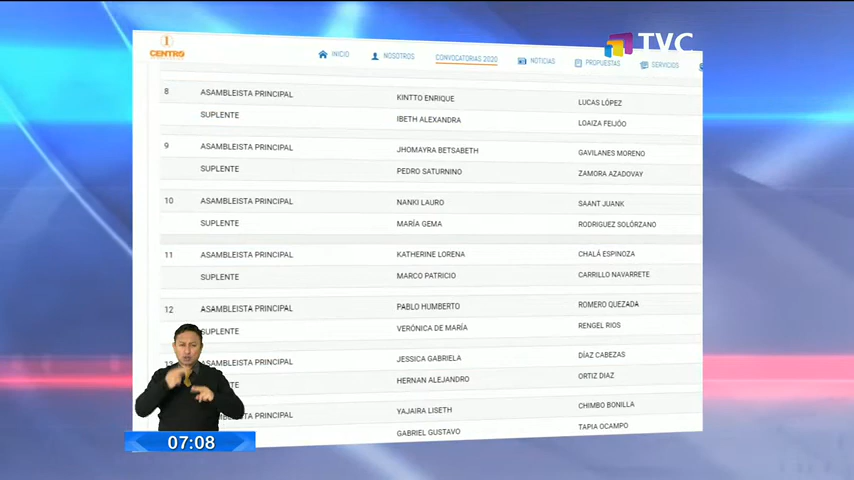 TVC
1
CENTRO
INICIO NOSOTROS CONVOCATORIAS 2020 NOTICIAS PROPUESTAS SERVICIOS
8 ASAMBLEISTA PRINCIPAL KINTTO ENRIQUE LUCAS LÓPEZ
SUPLENTE IBETH ALEXANDRA LOAIZA FEIJÓO
9 ASAMBLEISTA PRINCIPAL JHOMAYRA BETSABETH GAVILANES MORENO
SUPLENTE PEDRO SATURNINO ZAMORA AZADOVAY
10 ASAMBLEISTA PRINCIPAL NANKI LAURO SAANT JUANK
SUPLENTE MARÍA GEMA RODRIGUEZ SOLÓRZANO
11 ASAMBLEISTA PRINCIPAL KATHERINE LORENA CHALÁ ESPINOZA
SUPLENTE MARCO PATRICIO CARRILLO NAVARRETE
12 ASAMBLEISTA PRINCIPAL PABLO HUMBERTO ROMERO QUEZADA
SUPLENTE VERÓNICA DE MARÍA RENGEL RIOS
ASAMBLEISTA PRINCIPAL JESSICA GABRIELA DÍAZ CABEZAS
HERNAN ALEJANDRO ORTIZ DIAZ
PRINCIPAL YAJAIRA LISETH CHIMBO BONILLA
GABRIEL GUSTAVO TAPIA OCAMPO
07:08